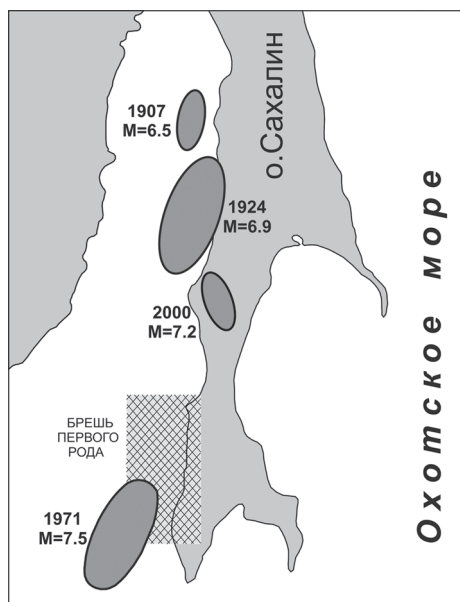 1907
М=6.5
о.Сахалин
1924
М=6.9
2000
М=7.2
Охотское море
БРЕШЬ
ПЕРВОГО
РОДА
1971
М=7.5